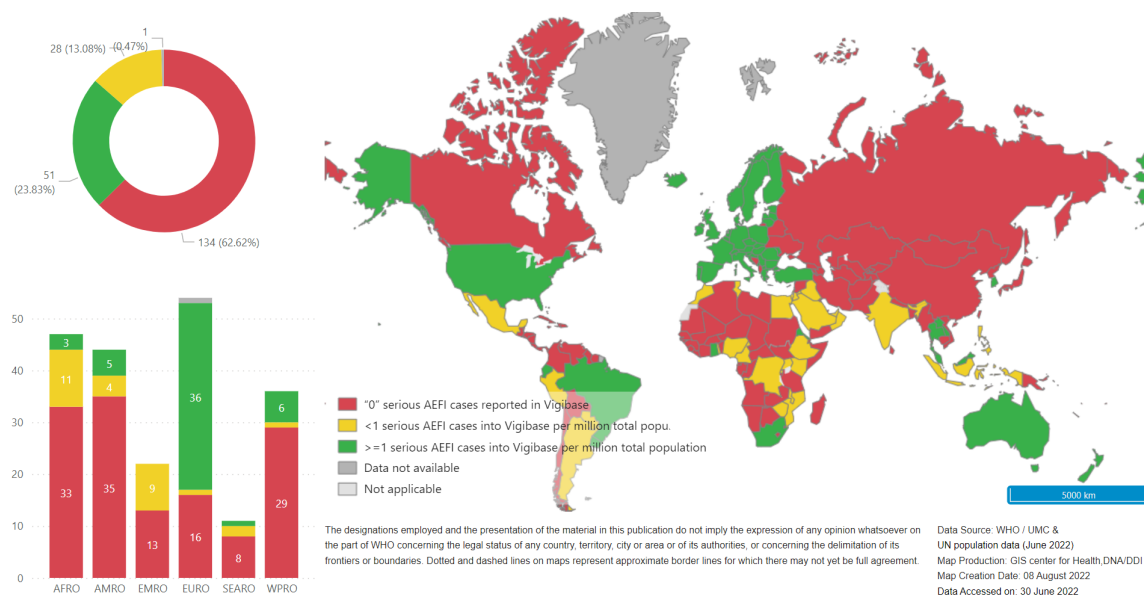 1
(0.47%)
28 (13.08%)
51
(23.83%)
134 (62.62%)
50
40
30
20
10
0
3
11
33
5
4
35
9
13
36
16
8
6
29
AFRO AMRO EMRO EURO SEARO WPRO
"0" serious AEFI cases reported in Vigibase
<1 serious AEFI cases into Vigibase per million total popu.
>=1 serious AEFI cases into Vigibase per million total population
Data not available
Not applicable
5000 km
The designations employed and the presentation of the material in this publication do not imply the expression of any opinion whatsoever on
the part of WHO concerning the legal status of any country, territory, city or area or of its authorities, or concerning the delimitation of its
frontiers or boundaries. Dotted and dashed lines on maps represent approximate border lines for which there may not yet be full agreement.
Data Source: WHO / UMC &
UN population data (June 2022)
Map Production: GIS center for Health,DNA/DDI
Map Creation Date: 08 August 2022
Data Accessed on: 30 June 2022